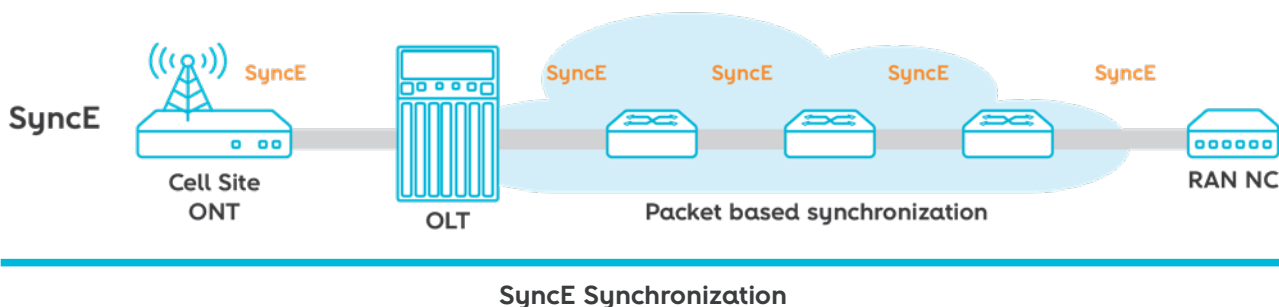 SyncE
SyncE
SyncE
SyncE
SyncE
SyncE
Cell Site
ONT
OLT
Packet based synchronization
RAN NC
SyncE Synchronization